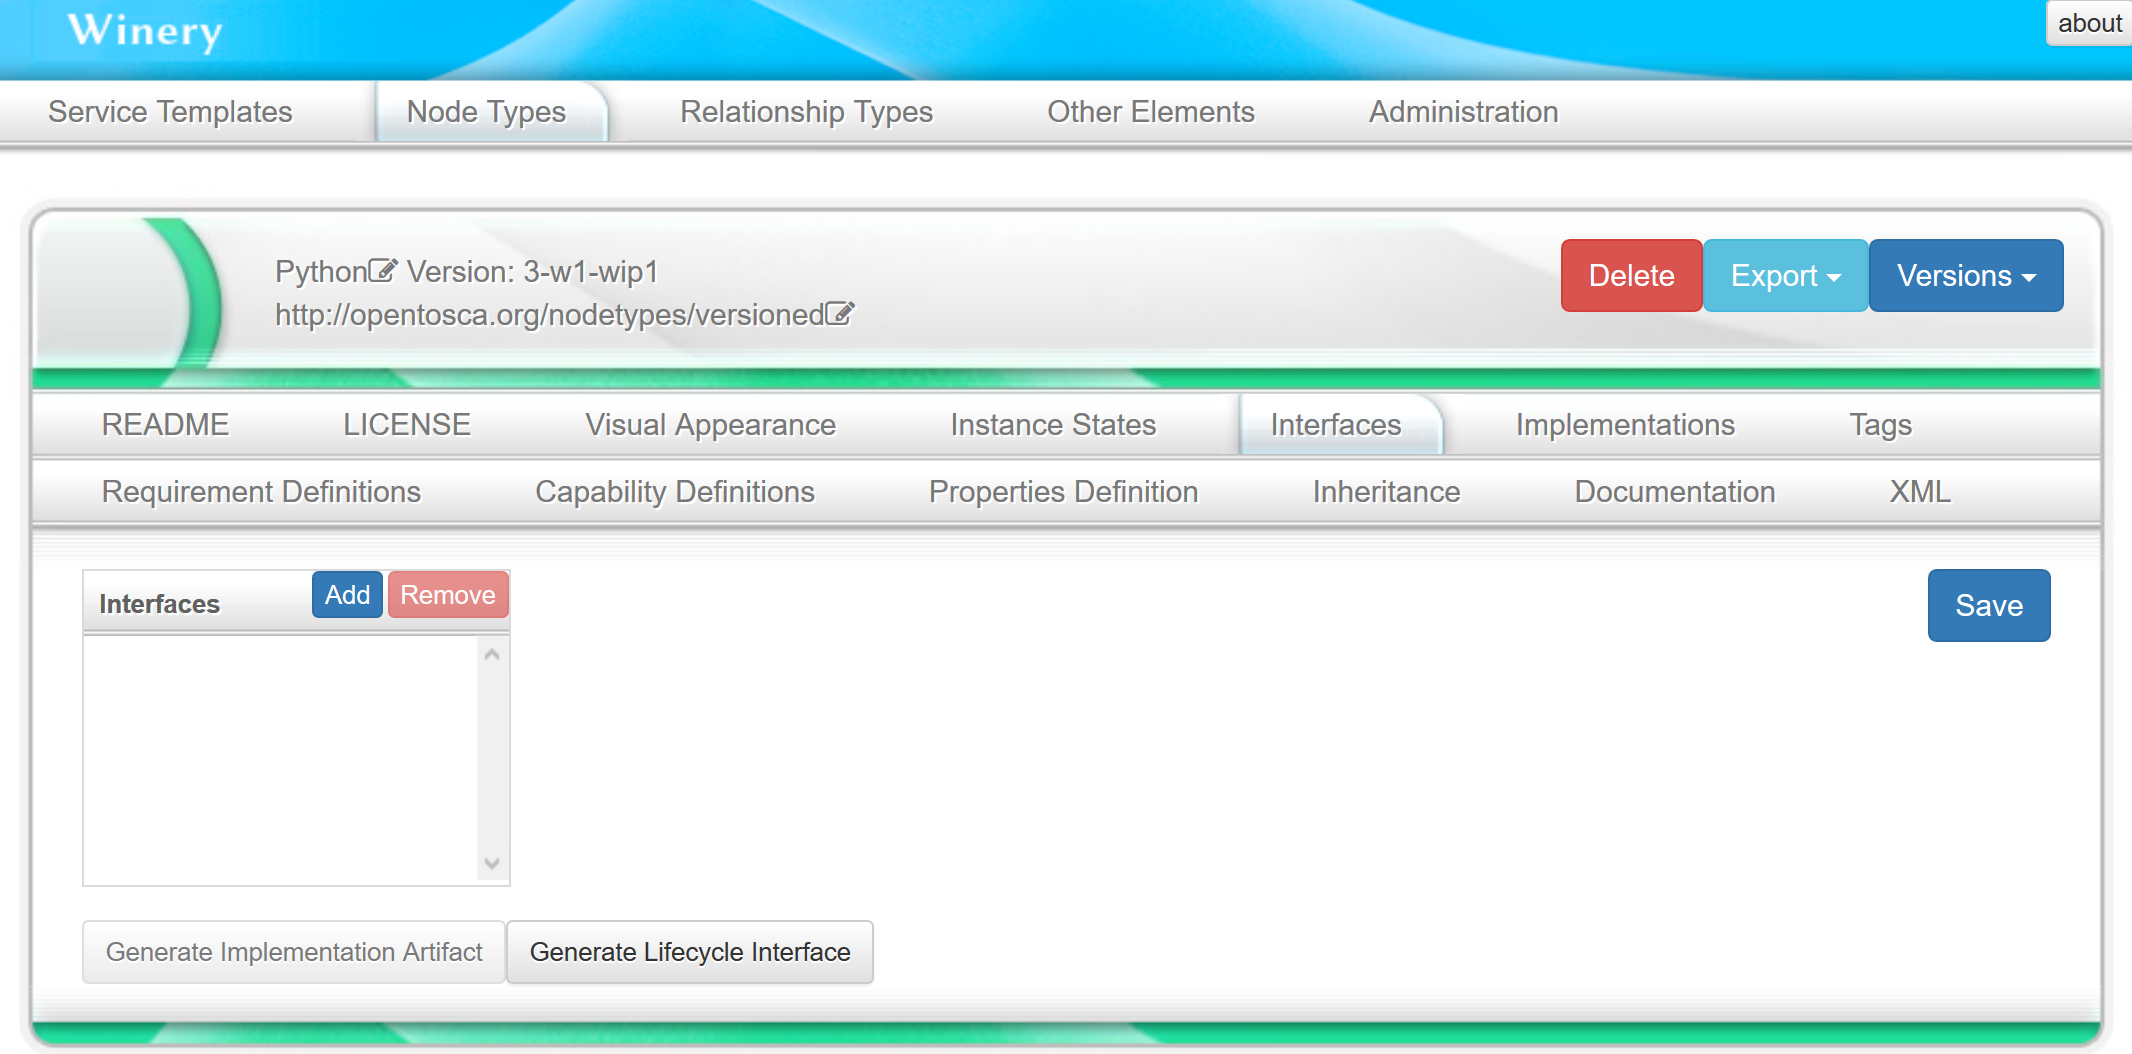 Winery
about
Service Templates Node Types Relationship Types Other Elements Administration
Python Version: 3-w1-wip1
http://opentosca.org/nodetypes/versioned
Delete Export Versions
README LICENSE Visual Appearance Instance States Interfaces Implementations Tags
Requirement Definitions Capability Definitions Properties Definition Inheritance Documentation XML
Interfaces Add Remove
Save
Generate Implementation Artifact Generate Lifecycle Interface